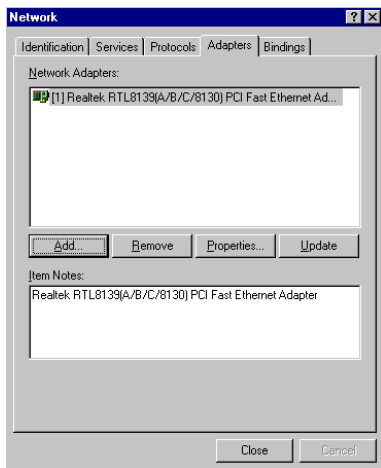 Network
Identification Services Protocols Adapters Bindings
Network Adapters:
[1] Realtek RTL8139(A/B/C/8130) PCI Fast Ethernet Ad...
Add... Remove Properties... Update
Item Notes:
Realtek RTL8139(A/B/C/8130) PCI Fast Ethernet Adapter
Close Cancel